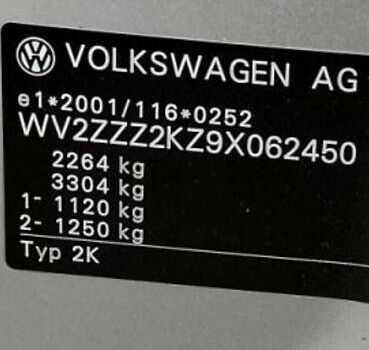 VOLKSWAGEN AG
e1*2001/116*0252
WV2ZZZ2KZ9X062450
2264 kg
3304 kg
1- 1120 kg
2- 1250 kg
Typ 2K